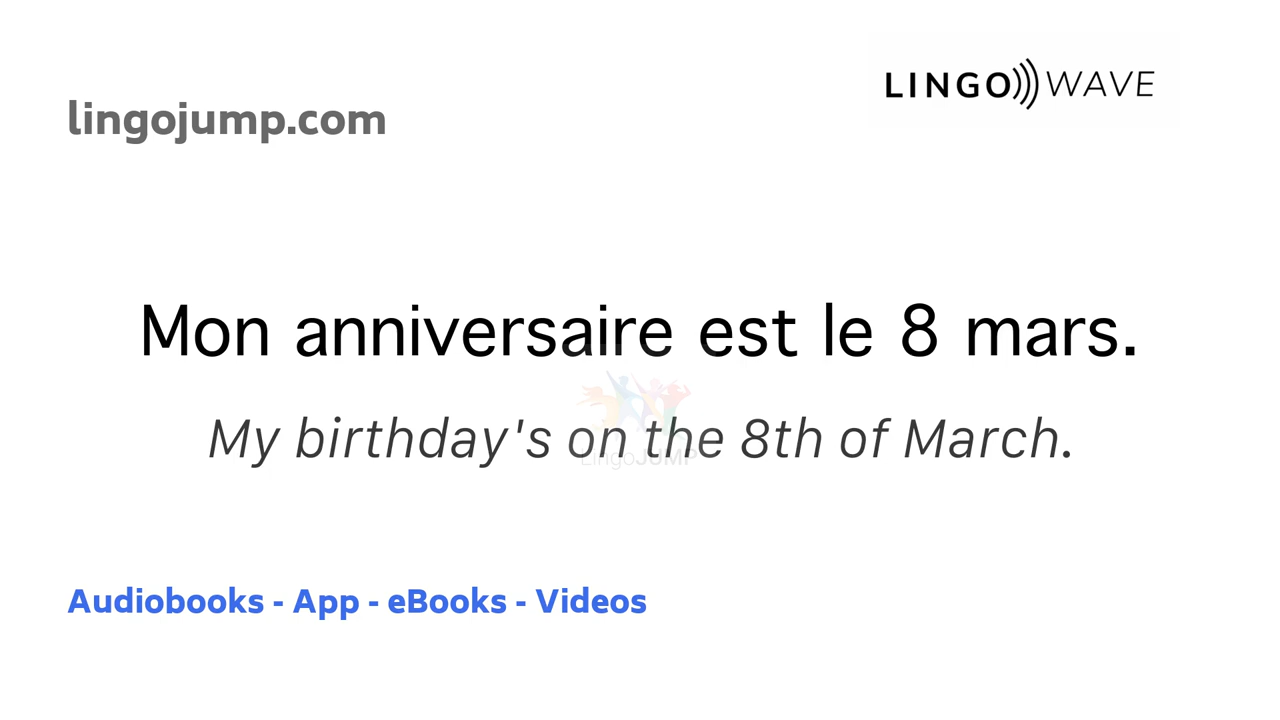 LINGO WAVE
lingojump.com
Mon anniversaire est le 8 mars.
My birthday's on the 8th of March.
LingoJUMP
Audiobooks - App - eBooks - Videos